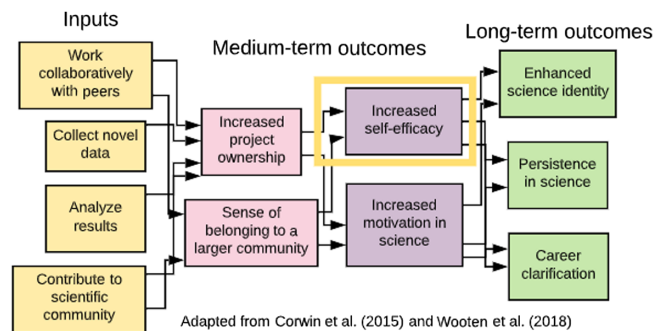 Inputs
Medium-term outcomes
Long-term outcomes
Work
collaboratively
with peers
Collect novel
data
Analyze
results
Contribute to
scientific
community
Increased
project
ownership
Sense of
belonging to a
larger community
Increased
self-efficacy
Increased
motivation in
science
Enhanced
science identity
Persistence
in science
Career
clarification
Adapted from Corwin et al. (2015) and Wooten et al. (2018)